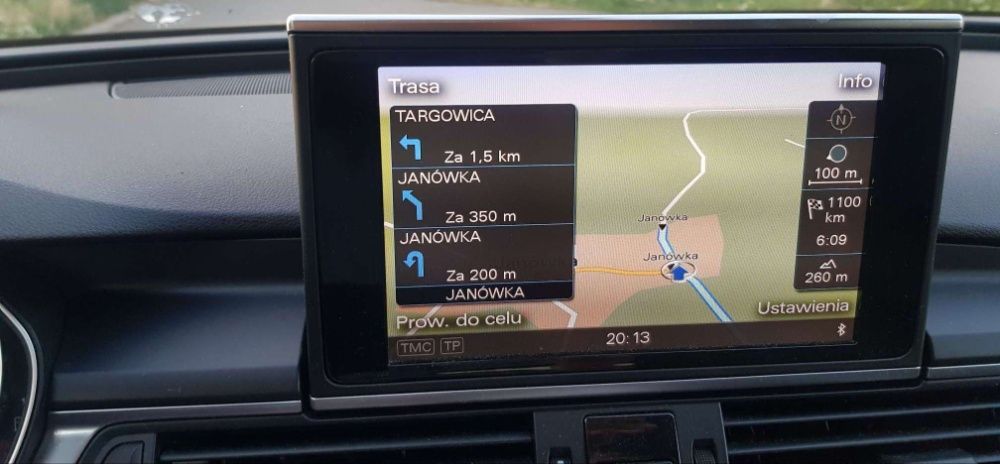 Trasa
Info
TARGOWICA
Za 1,5 km
JANÓWKA
Za 350 m
JANÓWKA
Za 200 m
JANÓWKA
Prow. do celu
TMC TP
20:13
Janówka
Janówka
Janówka
N
100 m
1100
km
6:09
260 m
Ustawienia